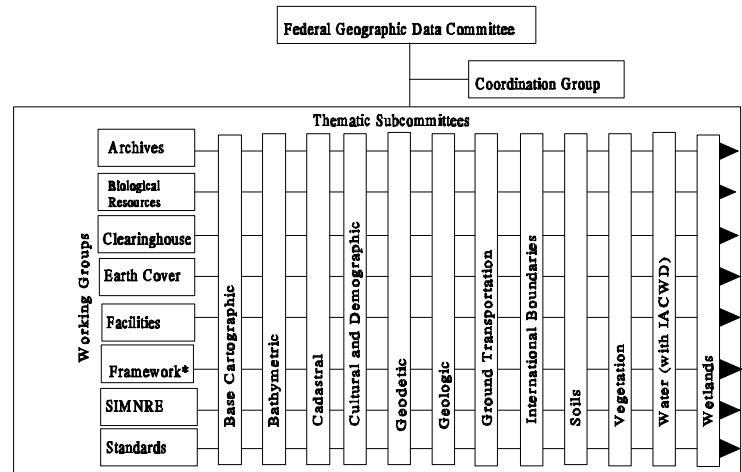 Federal Geographic Data Committee
Coordination Group
Thematic Subcommittees
Working Groups
Archives
Biological
Resources
Clearinghouse
Earth Cover
Facilities
Framework*
SIMNRE
Standards
Base Cartographic
Bathymetric
Cadastral
Cultural and Demographic
Geodetic
Geologic
Ground Transportation
International Boundaries
Soils
Vegetation
Water (with IACWD)
Wetlands